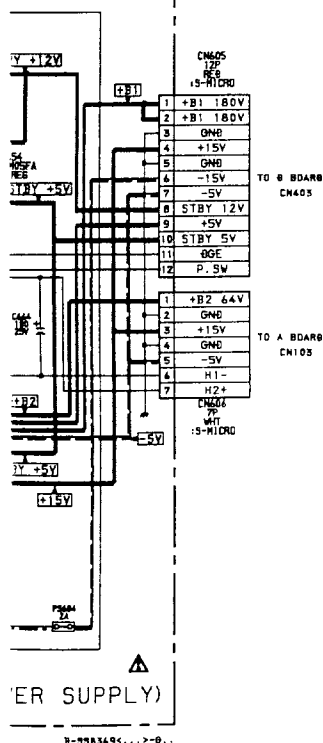 Y +12V
+B1
CN605
12P
RED
:S-MICRO
1 +B1 180V
2 +B1 180V
3 GND
4 +15V
5 GND
6 -15V
7 -5V
8 STBY 12V
9 +5V
10 STBY 5V
11 DGE
12 P.SW
TO D BOARD
CN403
STBY +5V
1 +B2 64V
2 GND
3 +15V
4 GND
5 -5V
6 H1-
7 H2+
TO A BOARD
CN103
CN606
7P
WHT
:S-MICRO
+B2
-5V
BY +5V
+15V
PS604
2A
ER SUPPLY)